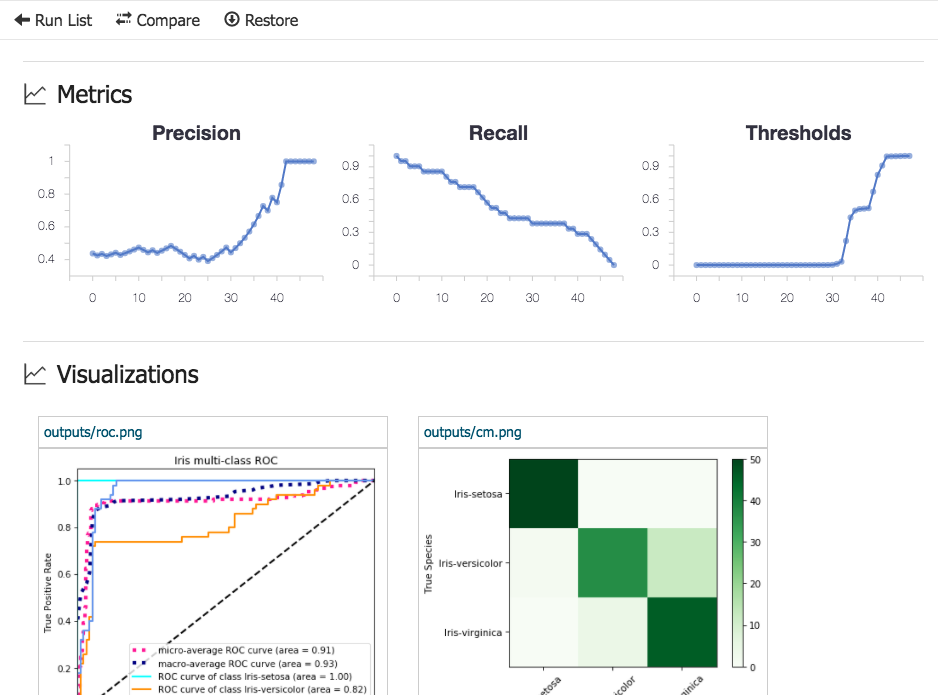 Run List Compare Restore
Metrics
Precision Recall Thresholds
1
0.8
0.6
0.4
0 10 20 30 40
0.9
0.6
0.3
0
0 10 20 30 40
0.9
0.6
0.3
0
0 10 20 30 40
Visualizations
outputs/roc.png
Iris multi-class ROC
1.0
0.8
0.6
0.4
0.2
True Positive Rate
micro-average ROC curve (area = 0.91)
macro-average ROC curve (area = 0.93)
ROC curve of class Iris-setosa (area = 1.00)
ROC curve of class Iris-versicolor (area = 0.82)
outputs/cm.png
True Species
Iris-setosa
Iris-versicolor
Iris-virginica
50
40
30
20
10
0